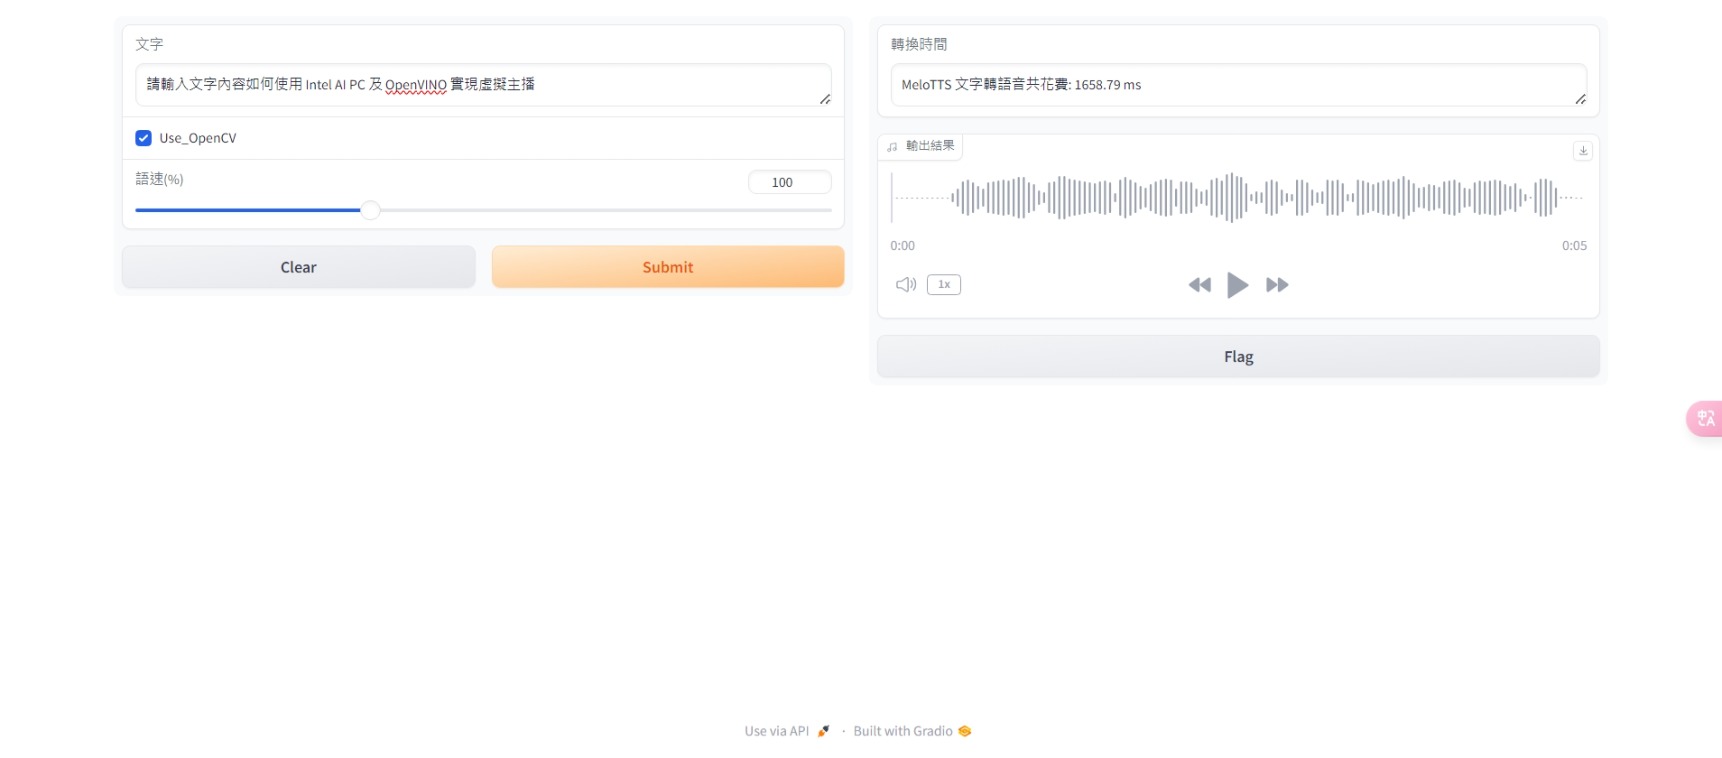 文字
請輸入文字內容如何使用 Intel AI PC 及 OpenVINO 實現虛擬主播
Use_OpenCV
語速(%)
100
Clear
Submit
轉換時間
MeloTTS 文字轉語音共花費: 1658.79 ms
輸出結果
0:00
0:05
1x
Flag
中 A
Use via API · Built with Gradio